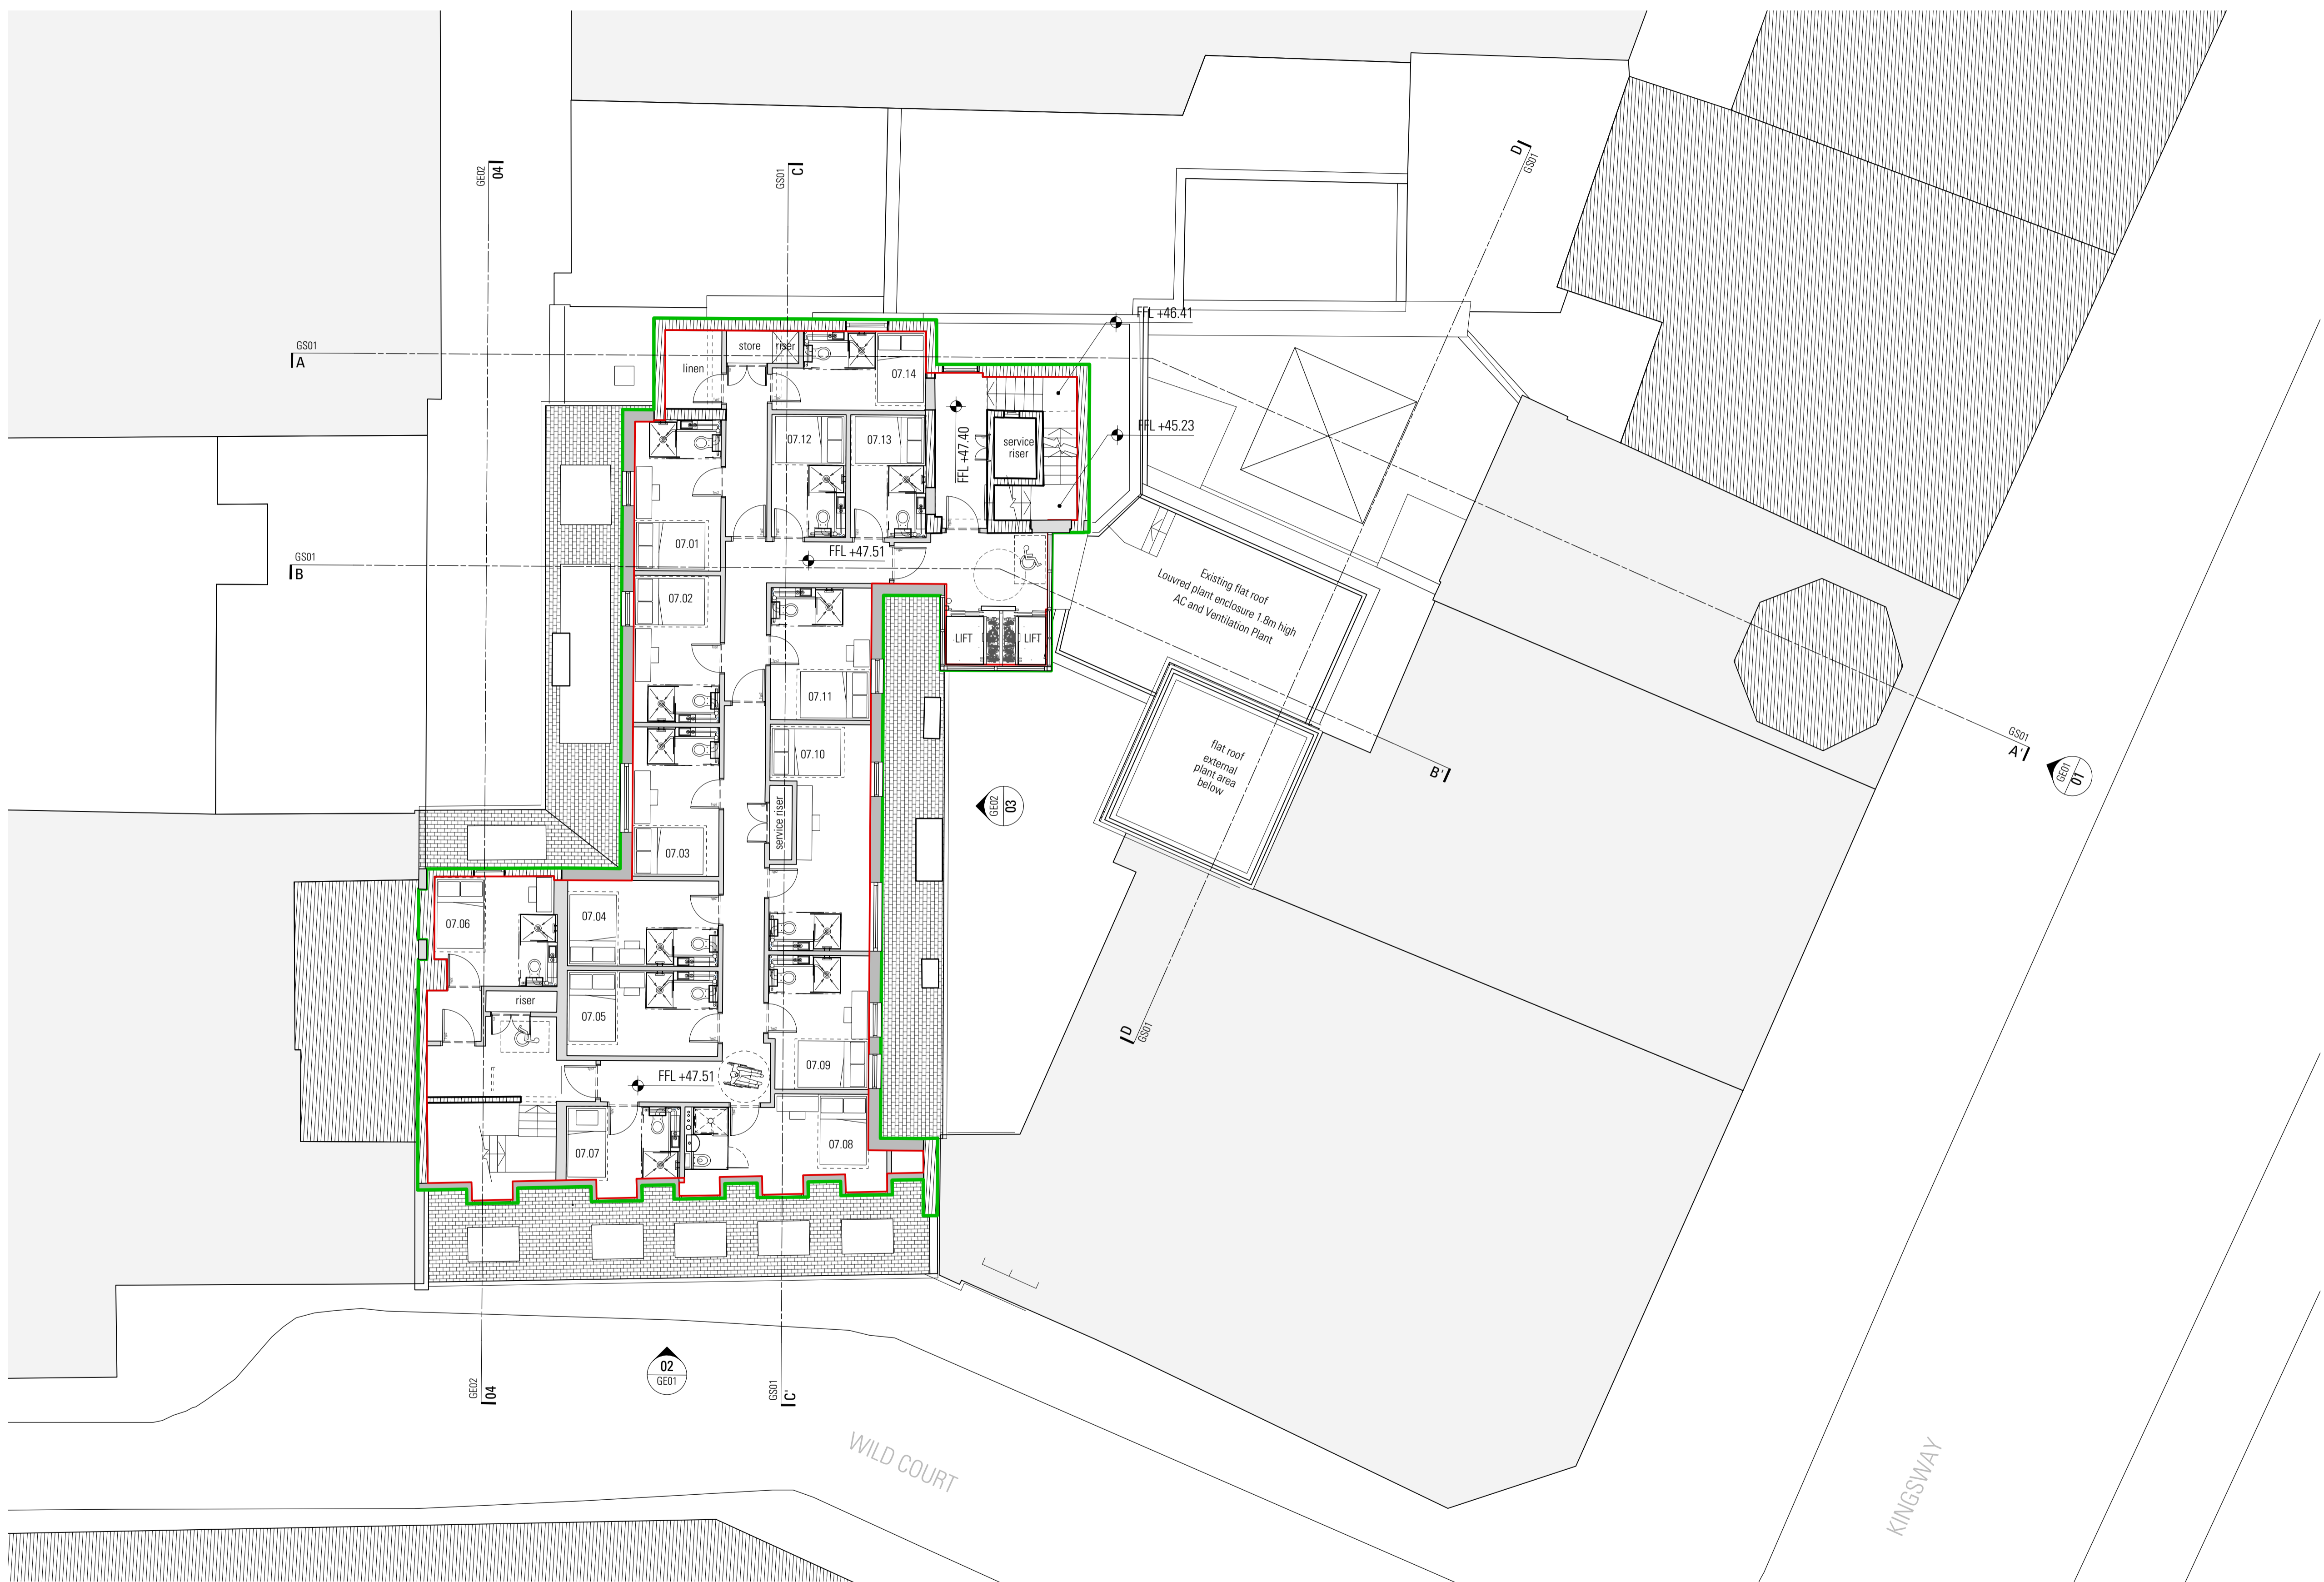 GE02
04
GS01
C
D
GS01
FFL +46.41
GS01
A
store
riser
linen
07.14
FFL +45.23
07.12
07.13
FFL +47.40
service
riser
07.01
FFL +47.51
GS01
B
Existing flat roof
Louvred plant enclosure 1.8m high
AC and Ventilation Plant
07.02
LIFT
LIFT
07.11
07.10
flat roof
external
plant area
below
GS01
A'
GE01
01
B'
GE02
03
service riser
07.03
07.04
07.06
riser
07.05
D
GS01
07.09
FFL +47.51
07.07
07.08
02
GE01
GE02
04
GS01
C'
WILD COURT
KINGSWAY